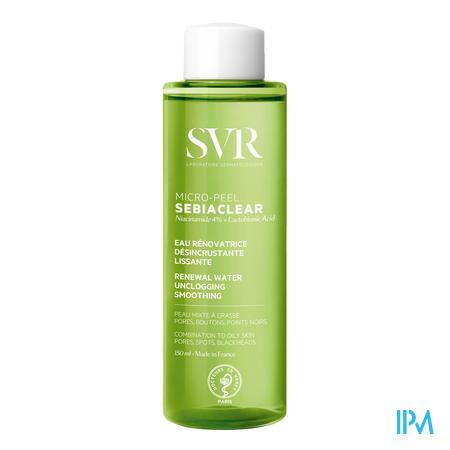 SVR
LABORATOIRE DERMATOLOGIQUE
MICRO-PEEL
SEBIACLEAR
Niacinamide 4% + Lactobionic Acid
EAU RÉNOVATRICE
DÉSINCRUSTANTE
LISSANTE
RENEWAL WATER
UNCLOGGING
SMOOTHING
PEAU MIXTE À GRASSE
PORES, BOUTONS, POINTS NOIRS
COMBINATION TO OILY SKIN
PORES, SPOTS, BLACKHEADS
150 ml - Made in France
PARIS
IPM